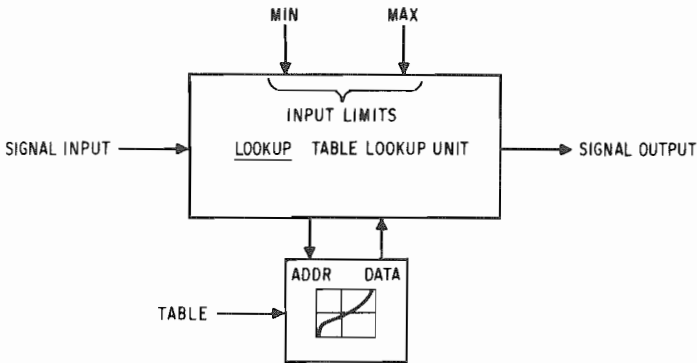 MIN MAX
INPUT LIMITS
SIGNAL INPUT LOOKUP TABLE LOOKUP UNIT SIGNAL OUTPUT
ADDR DATA
TABLE